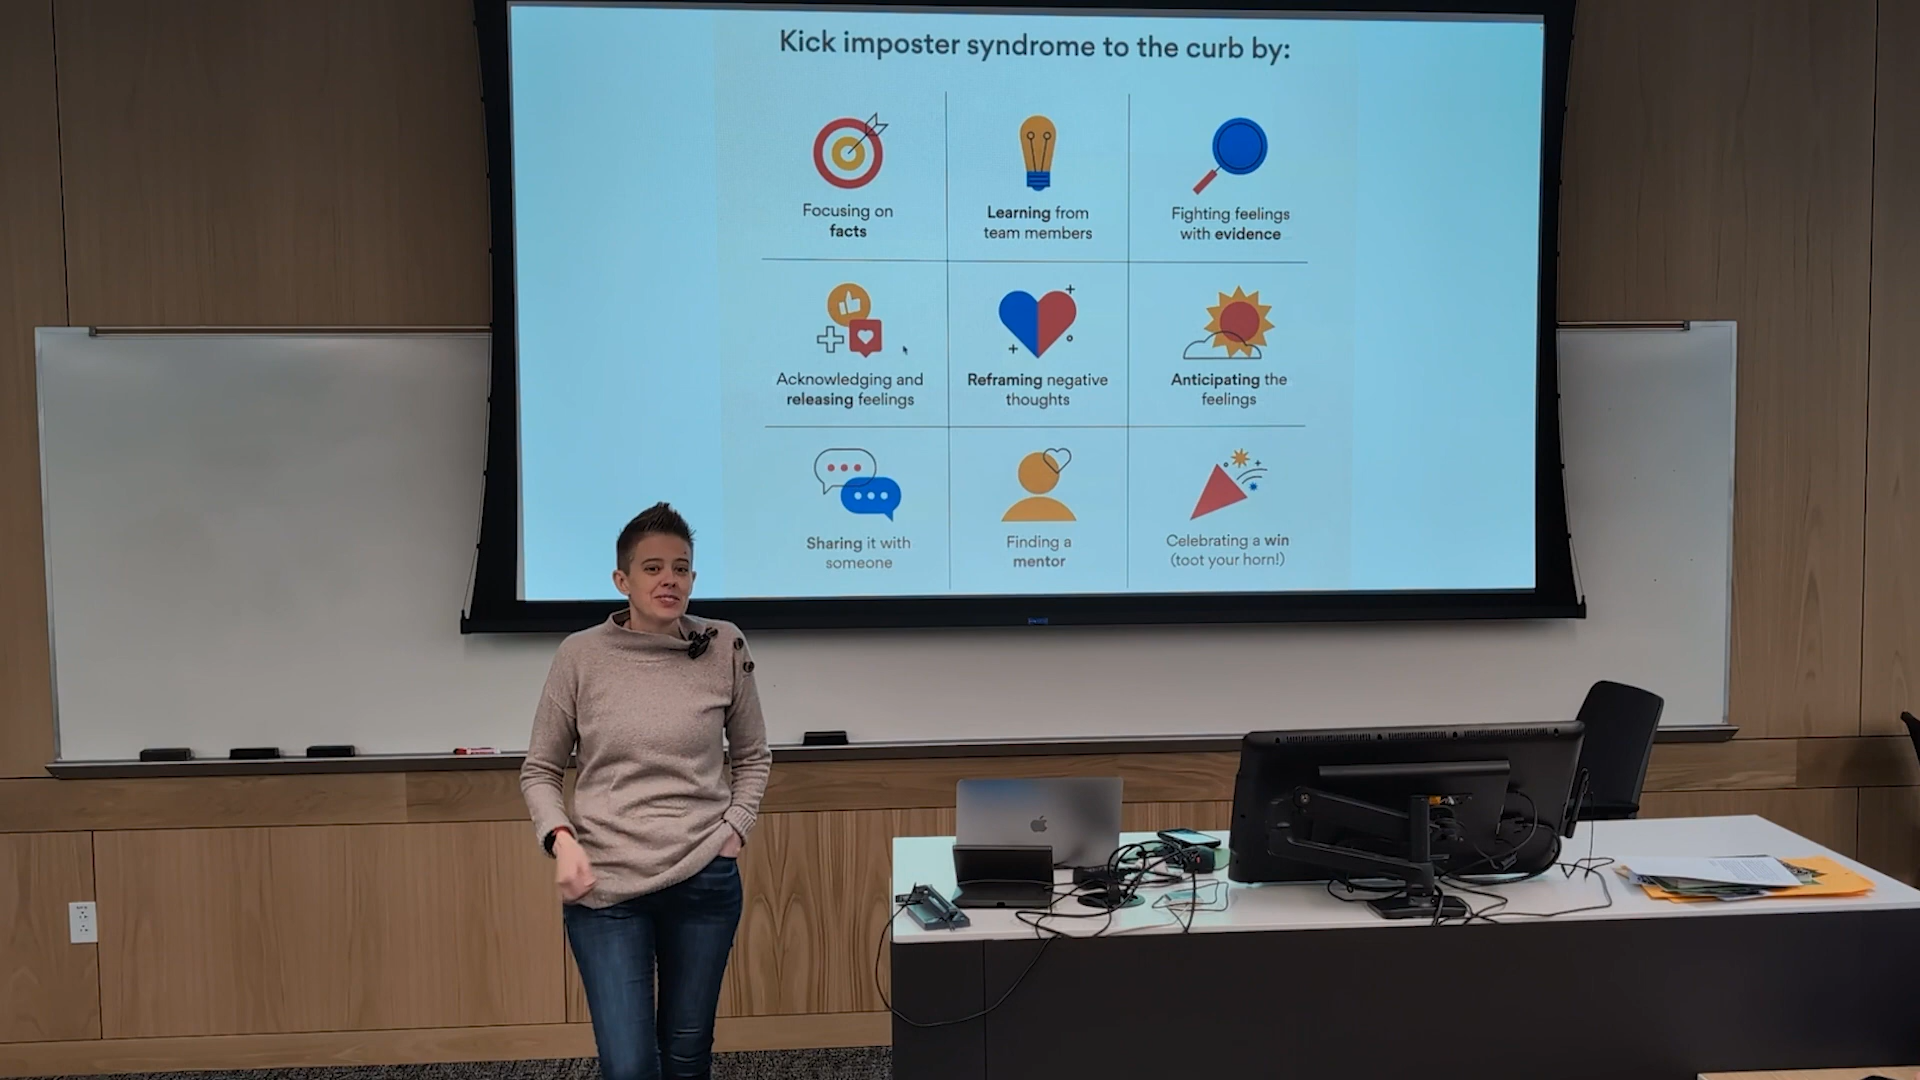 Kick imposter syndrome to the curb by:
Focusing on
facts
Learning from
team members
Fighting feelings
with evidence
Acknowledging and
releasing feelings
Reframing negative
thoughts
Anticipating the
feelings
Sharing it with
someone
Finding a
mentor
Celebrating a win
(toot your horn!)